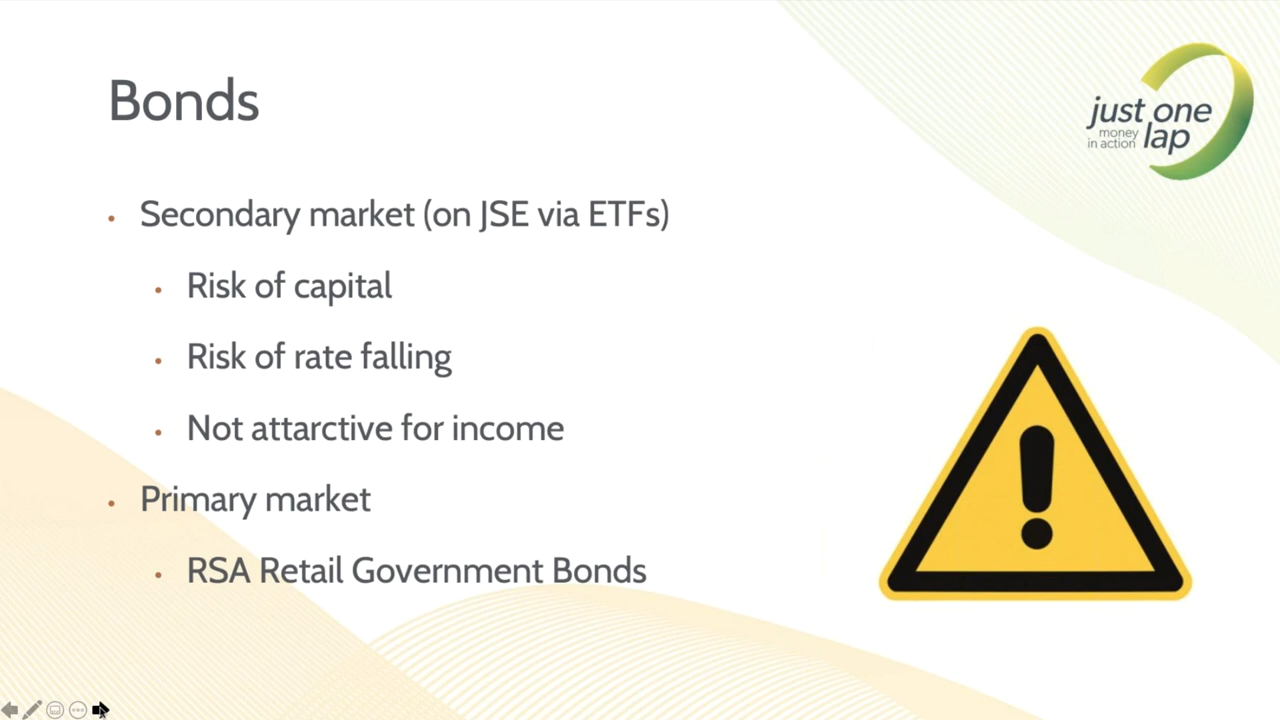 Bonds
just one
money
in action
lap
• Secondary market (on JSE via ETFs)
• Risk of capital
• Risk of rate falling
• Not attarctive for income
• Primary market
• RSA Retail Government Bonds